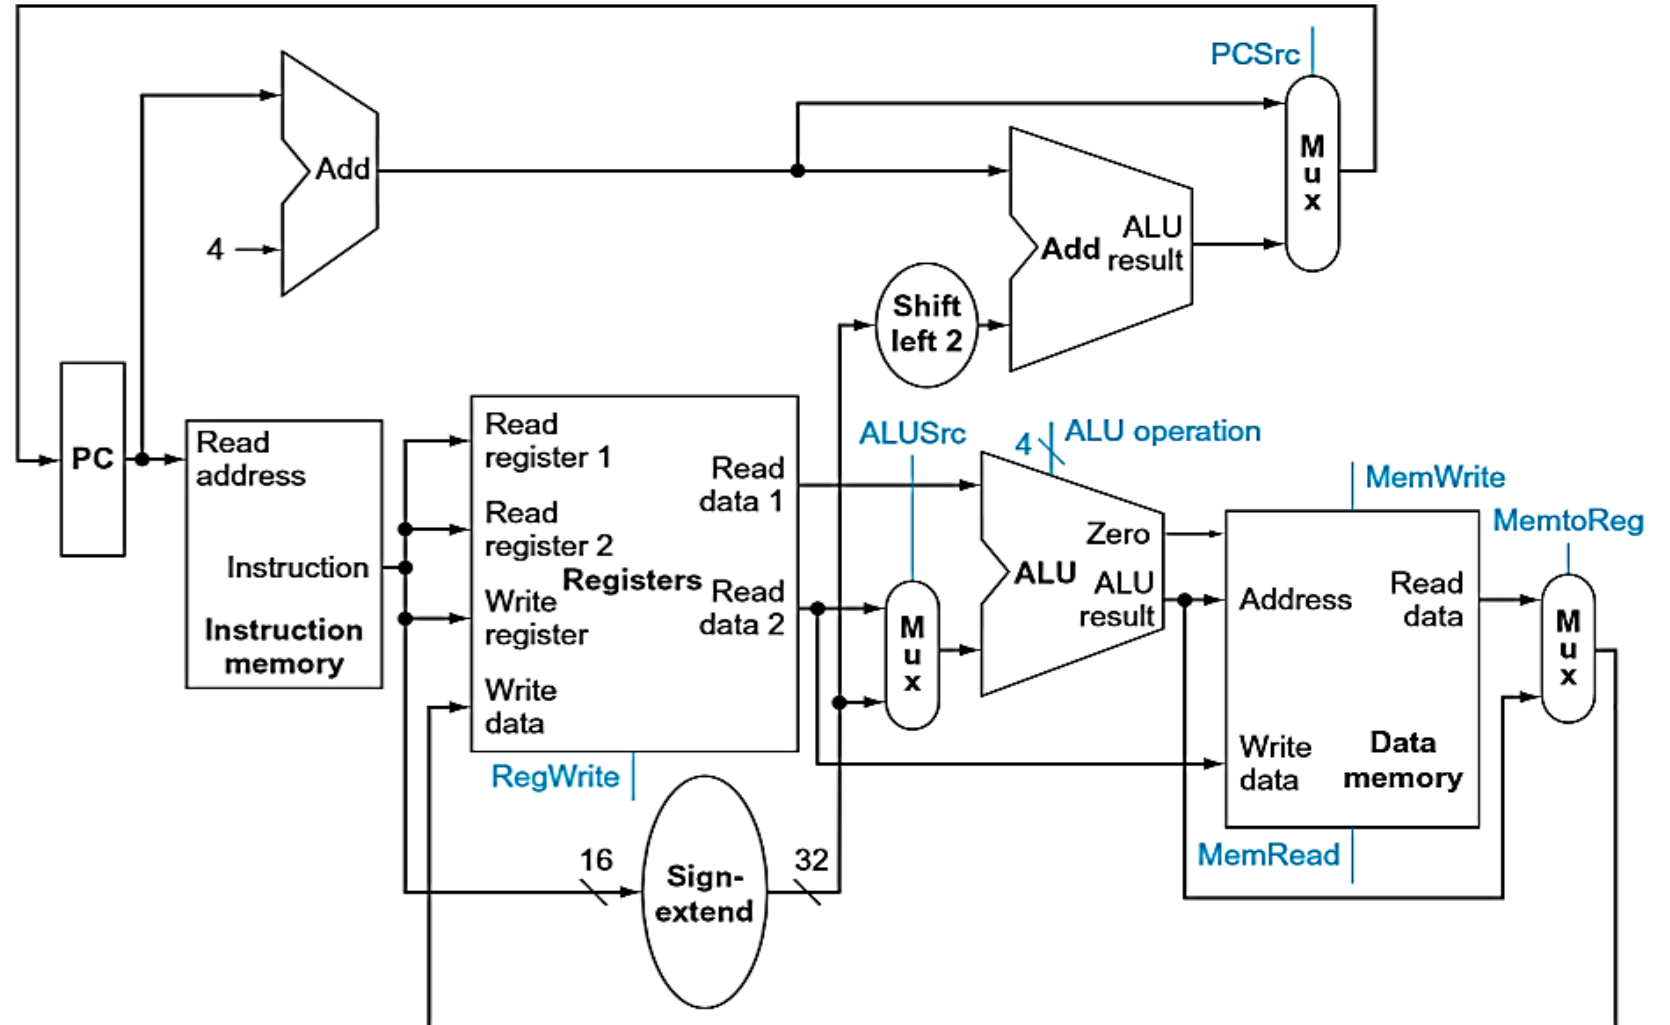 PCSrc
M
u
x
Add
ALU
result
Add
4
Shift
left 2
PC
Read
address
Instruction
Instruction
memory
Read
register 1
Read
register 2
Write
register
Write
data
Registers
Read
data 1
Read
data 2
RegWrite
16
Sign-
extend
32
ALUSrc
M
u
x
4
ALU operation
Zero
ALU
ALU
result
MemWrite
Address
Read
data
Write
data
Data
memory
MemRead
MemtoReg
M
u
x